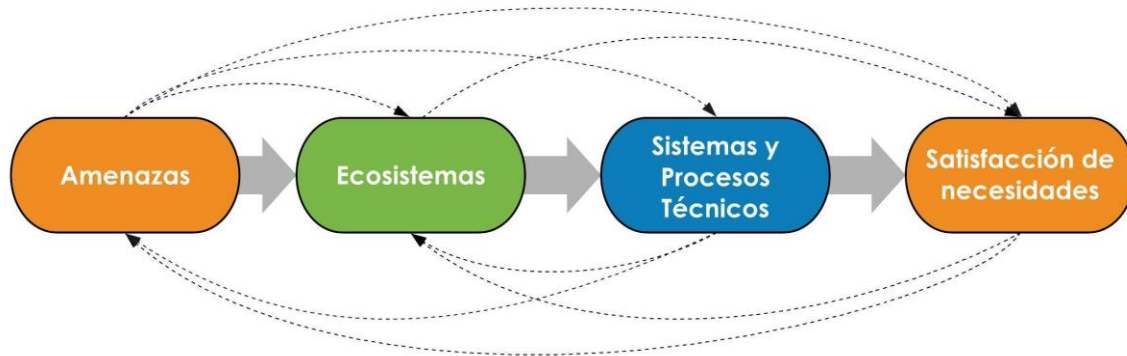 Amenazas
Ecosistemas
Sistemas y
Procesos
Técnicos
Satisfacción de
necesidades